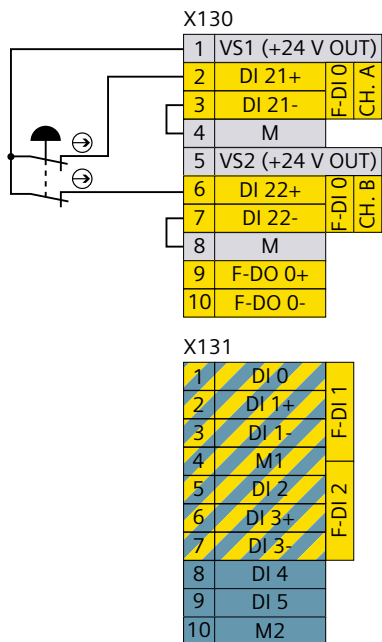 X130
1 VS1 (+24 V OUT)
2 DI 21+
3 DI 21-
F-DI 0
CH. A
4 M
5 VS2 (+24 V OUT)
6 DI 22+
7 DI 22-
F-DI 0
CH. B
8 M
9 F-DO 0+
10 F-DO 0-
X131
1 DI 0
2 DI 1+
3 DI 1-
F-DI 1
4 M1
5 DI 2
6 DI 3+
7 DI 3-
F-DI 2
8 DI 4
9 DI 5
10 M2